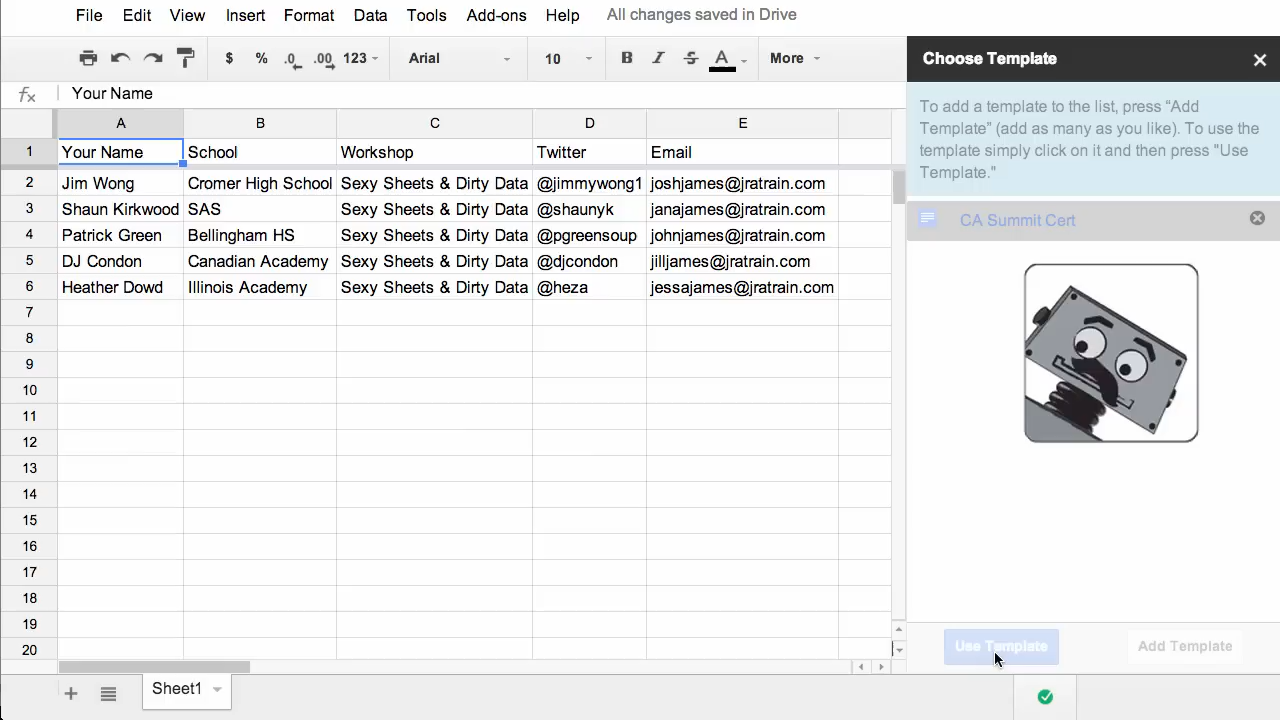 File Edit View Insert Format Data Tools Add-ons Help All changes saved in Drive
$ % .0 .00 123 Arial 10 B I S A More
fx Your Name
A B C D E
1 Your Name School Workshop Twitter Email
2 Jim Wong Cromer High School Sexy Sheets & Dirty Data @jimmywong1 joshjames@jratrain.com
3 Shaun Kirkwood SAS Sexy Sheets & Dirty Data @shaunyk janajames@jratrain.com
4 Patrick Green Bellingham HS Sexy Sheets & Dirty Data @pgreensoup johnjames@jratrain.com
5 DJ Condon Canadian Academy Sexy Sheets & Dirty Data @djcondon jilljames@jratrain.com
6 Heather Dowd Illinois Academy Sexy Sheets & Dirty Data @heza jessajames@jratrain.com
7
8
9
10
11
12
13
14
15
16
17
18
19
20
Sheet1
Choose Template
To add a template to the list, press “Add
Template” (add as many as you like). To use the
template simply click on it and then press "Use
Template."
CA Summit Cert
Use Template Add Template